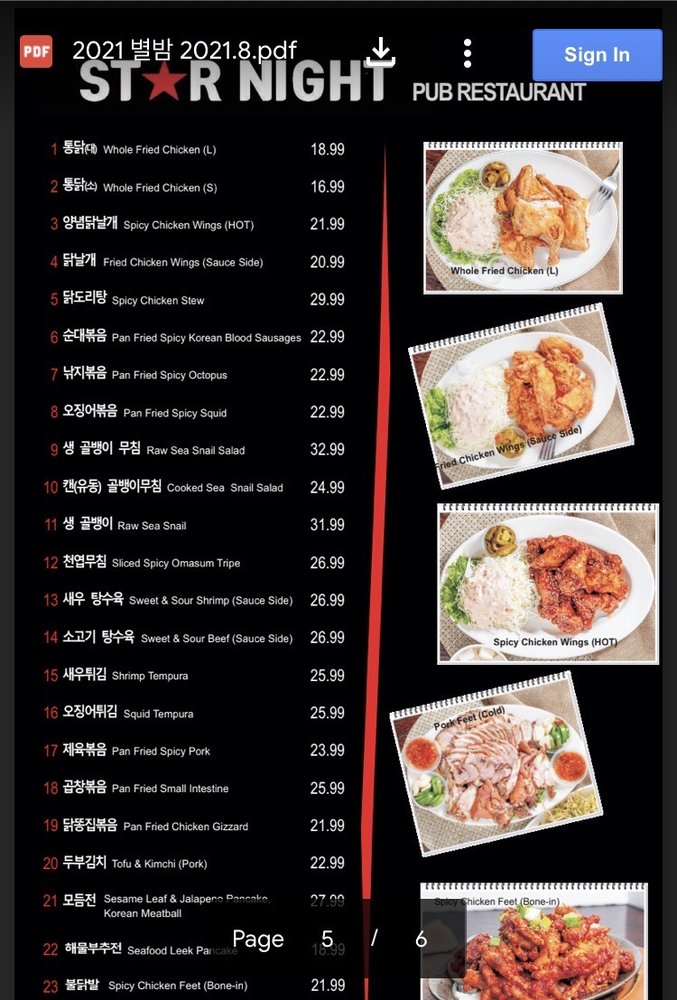 PDF 2021 별밤 2021.8.pdf Sign In
ST★R NIGHT PUB RESTAURANT
1 통닭(대) Whole Fried Chicken (L) 18.99
2 통닭(소) Whole Fried Chicken (S) 16.99
3 양념닭날개 Spicy Chicken Wings (HOT) 21.99
4 닭날개 Fried Chicken Wings (Sauce Side) 20.99
5 닭도리탕 Spicy Chicken Stew 29.99
6 순대볶음 Pan Fried Spicy Korean Blood Sausages 22.99
7 낚지볶음 Pan Fried Spicy Octopus 22.99
8 오징어볶음 Pan Fried Spicy Squid 22.99
9 생 골뱅이 무침 Raw Sea Snail Salad 32.99
10 캔(유동) 골뱅이무침 Cooked Sea Snail Salad 24.99
11 생 골뱅이 Raw Sea Snail 31.99
12 천엽무침 Sliced Spicy Omasum Tripe 26.99
13 새우 탕수육 Sweet & Sour Shrimp (Sauce Side) 26.99
14 소고기 탕수육 Sweet & Sour Beef (Sauce Side) 26.99
15 새우튀김 Shrimp Tempura 25.99
16 오징어튀김 Squid Tempura 25.99
17 제육볶음 Pan Fried Spicy Pork 23.99
18 곱창볶음 Pan Fried Small Intestine 25.99
19 닭똥집볶음 Pan Fried Chicken Gizzard 21.99
20 두부김치 Tofu & Kimchi (Pork) 22.99
21 모듬전 Sesame Leaf & Jalapeno Pancake, 27.99
Korean Meatball
22 해물부추전 Seafood Leek Pancake 18.99
23 불닭발 Spicy Chicken Feet (Bone-in) 21.99
Whole Fried Chicken (L)
Fried Chicken Wings (Sauce Side)
Spicy Chicken Wings (HOT)
Pork Feet (Cold)
Spicy Chicken Feet (Bone-in)
Page 5 / 6